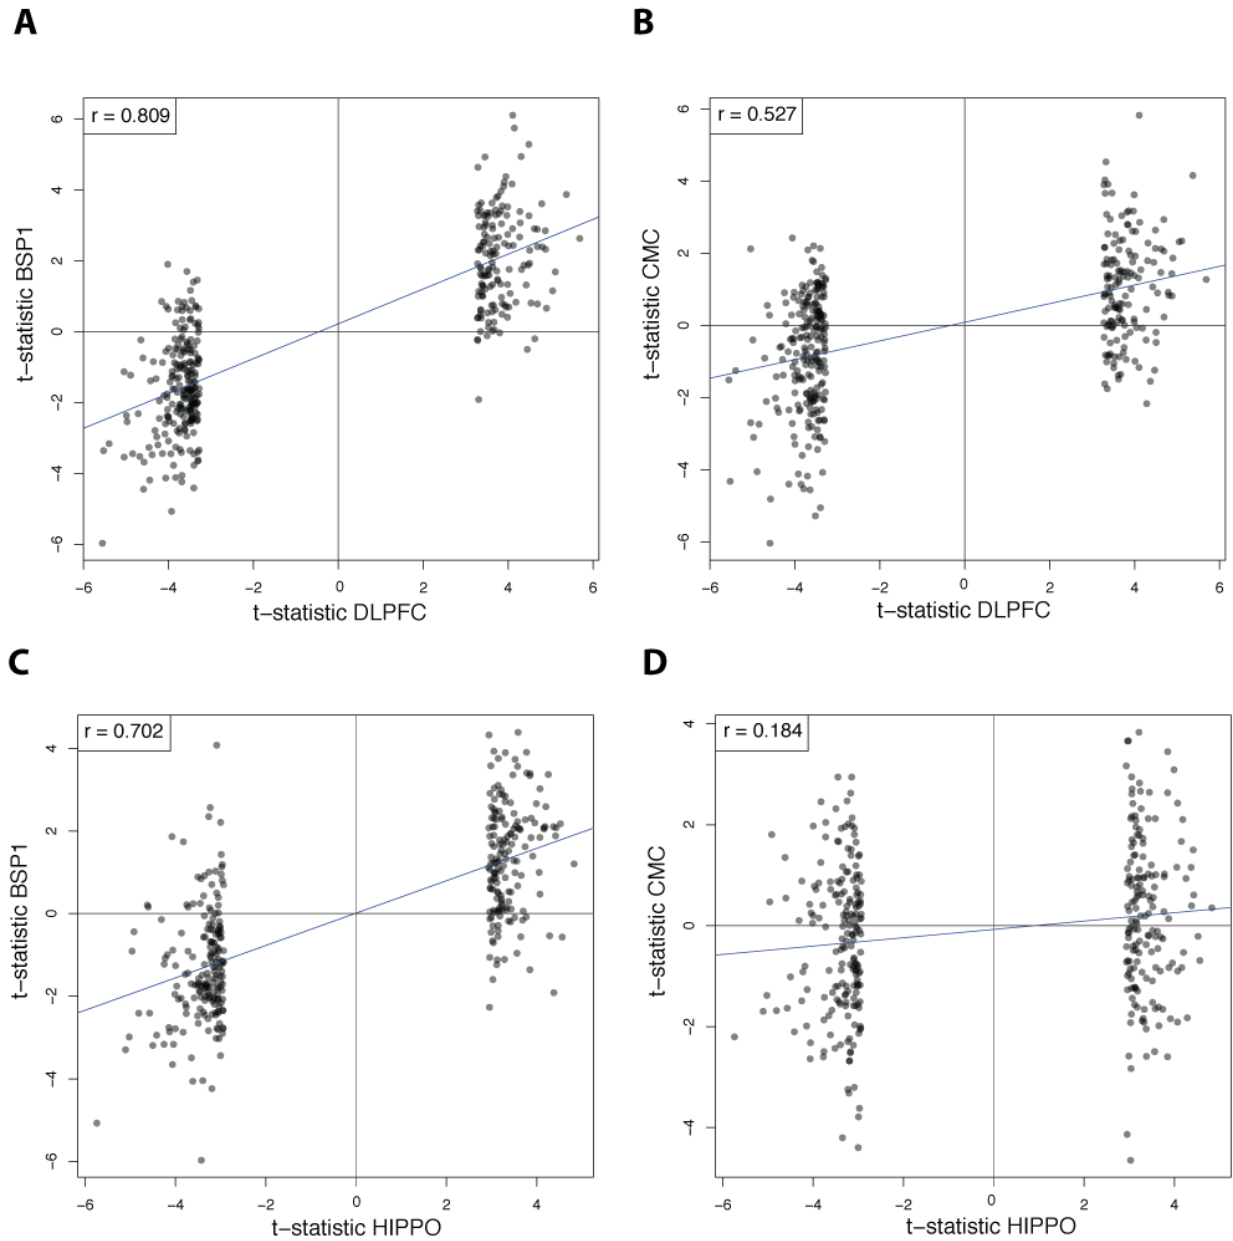 A
B
r = 0.809
r = 0.527
6
4
2
0
−2
−4
−6
t−statistic BSP1
6
4
2
0
−2
−4
−6
t−statistic CMC
−6 −4 −2 0 2 4 6
−6 −4 −2 0 2 4 6
t−statistic DLPFC
t−statistic DLPFC
C
D
r = 0.702
r = 0.184
4
2
0
−2
−4
−6
t−statistic BSP1
4
2
0
−2
−4
t−statistic CMC
−6 −4 −2 0 2 4
−6 −4 −2 0 2 4
t−statistic HIPPO
t−statistic HIPPO